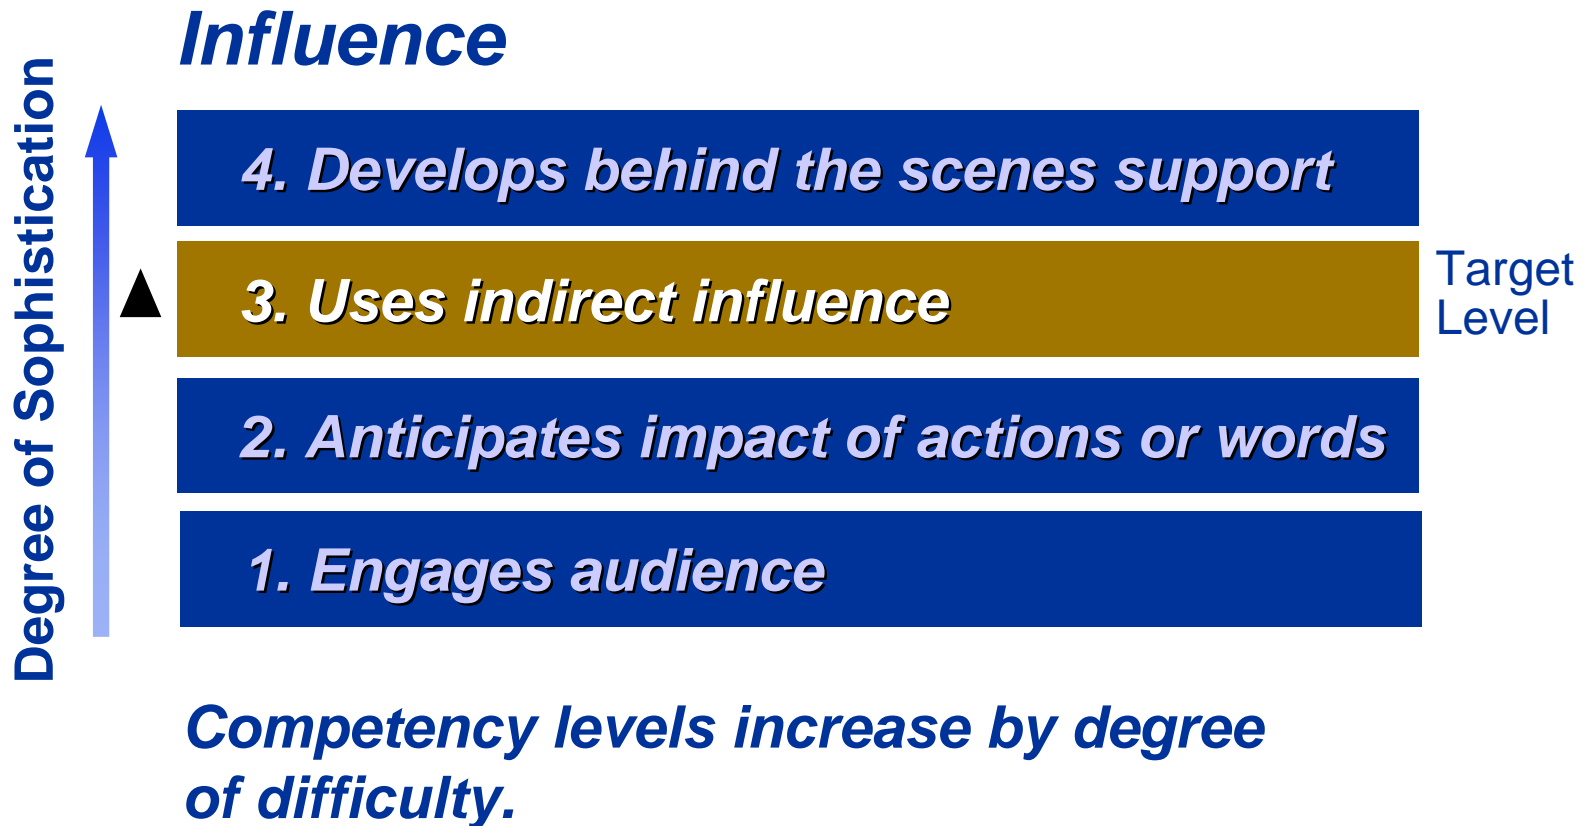 Influence
Degree of Sophistication
4. Develops behind the scenes support
3. Uses indirect influence
Target
Level
2. Anticipates impact of actions or words
1. Engages audience
Competency levels increase by degree
of difficulty.